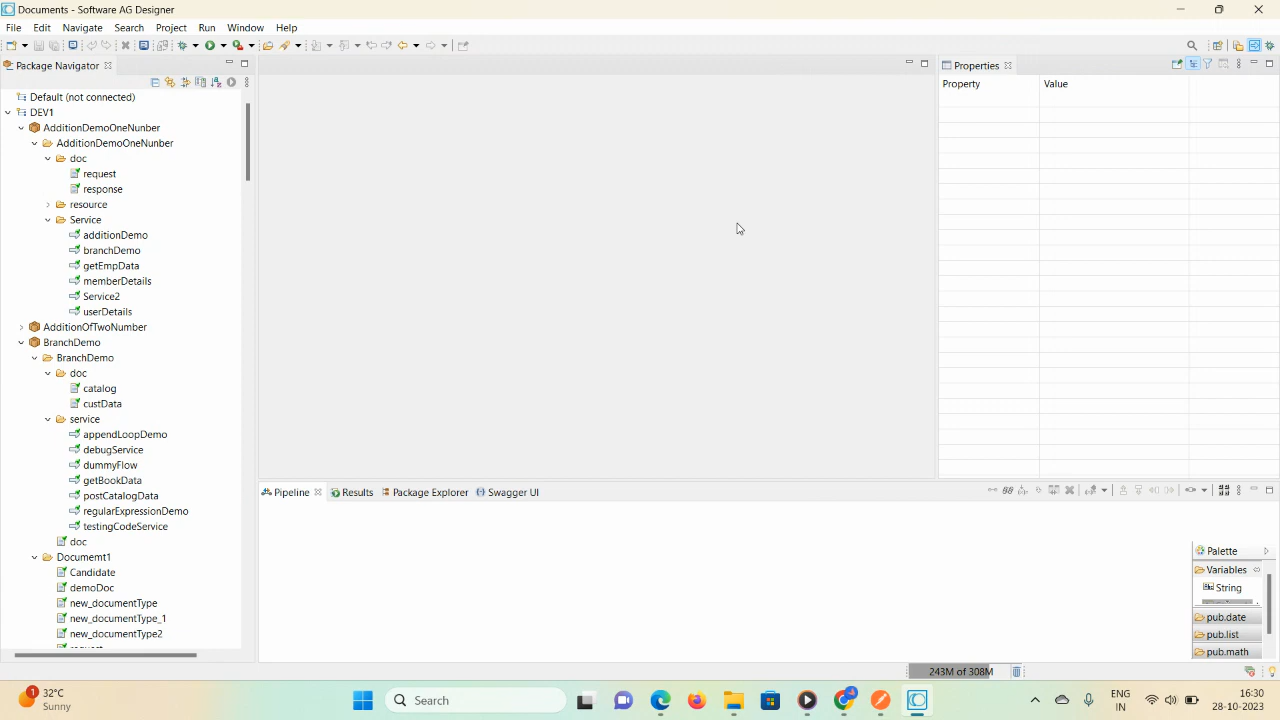 Documents - Software AG Designer
File Edit Navigate Search Project Run Window Help
Package Navigator
Default (not connected)
DEV1
AdditionDemoOneNunber
AdditionDemoOneNunber
doc
request
response
resource
Service
additionDemo
branchDemo
getEmpData
memberDetails
Service2
userDetails
AdditionOfTwoNumber
BranchDemo
BranchDemo
doc
catalog
custData
service
appendLoopDemo
debugService
dummyFlow
getBookData
postCatalogData
regularExpressionDemo
testingCodeService
doc
Documemt1
Candidate
demoDoc
new_documentType
new_documentType_1
new_documentType2
Properties
Property Value
Pipeline Results Package Explorer Swagger UI
Palette
Variables
String
pub.date
pub.list
pub.math
243M of 308M
1
32°C
Sunny
Search
ENG
IN
16:30
28-10-2023